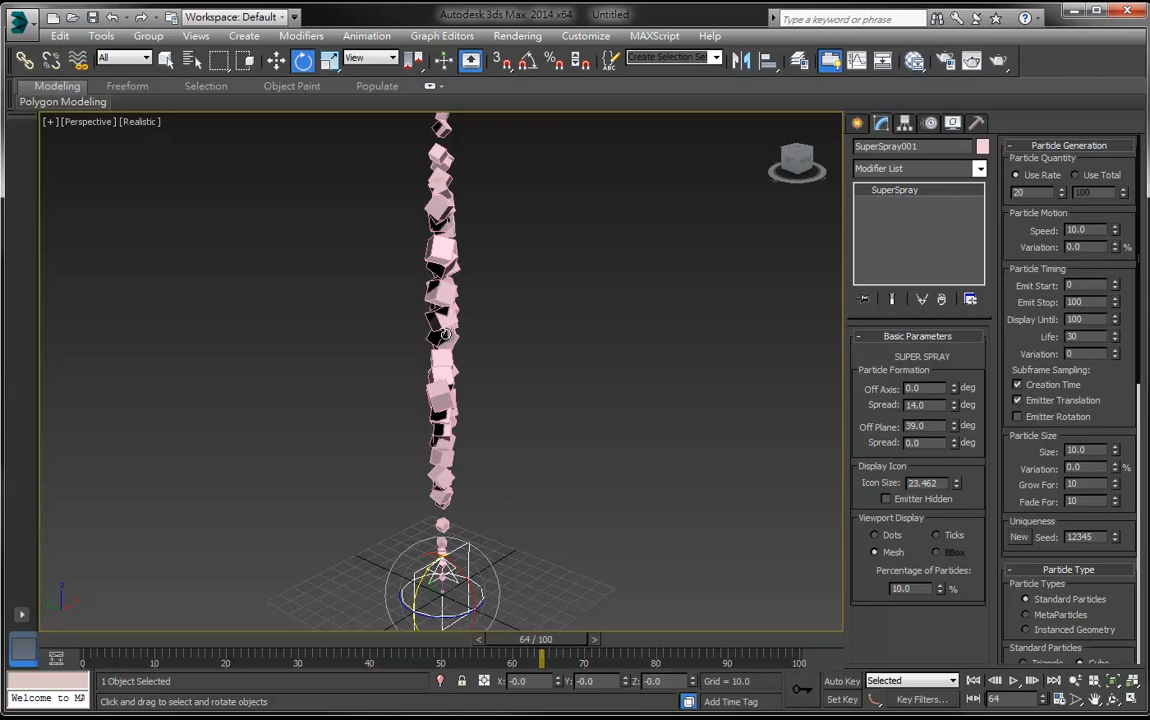 Workspace: Default
Autodesk 3ds Max 2014 x64 Untitled
Type a keyword or phrase
Edit Tools Group Views Create Modifiers Animation Graph Editors Rendering Customize MAXScript Help
All View Create Selection Se
Modeling Freeform Selection Object Paint Populate
Polygon Modeling
[+] [Perspective] [Realistic]
SuperSpray001
Modifier List
SuperSpray
- Basic Parameters
SUPER SPRAY
Particle Formation
Off Axis: 0.0 deg
Spread: 14.0 deg
Off Plane: 39.0 deg
Spread: 0.0 deg
Display Icon
Icon Size: 23.462
Emitter Hidden
Viewport Display
Dots Ticks
Mesh BBox
Percentage of Particles:
10.0 %
- Particle Generation
Particle Quantity
Use Rate Use Total
20 100
Particle Motion
Speed: 10.0
Variation: 0.0 %
Particle Timing
Emit Start: 0
Emit Stop: 100
Display Until: 100
Life: 30
Variation: 0
Subframe Sampling:
Creation Time
Emitter Translation
Emitter Rotation
Particle Size
Size: 10.0
Variation: 0.0 %
Grow For: 10
Fade For: 10
Uniqueness
New Seed: 12345
- Particle Type
Particle Types
Standard Particles
MetaParticles
Instanced Geometry
Standard Particles
Triangle Cube
z
< 64 / 100 >
0 10 20 30 40 50 60 70 80 90 100
1 Object Selected X: -0.0 Y: -0.0 Z: -0.0 Grid = 10.0 Auto Key Selected
Welcome to MA Click and drag to select and rotate objects Add Time Tag Set Key Key Filters... 64